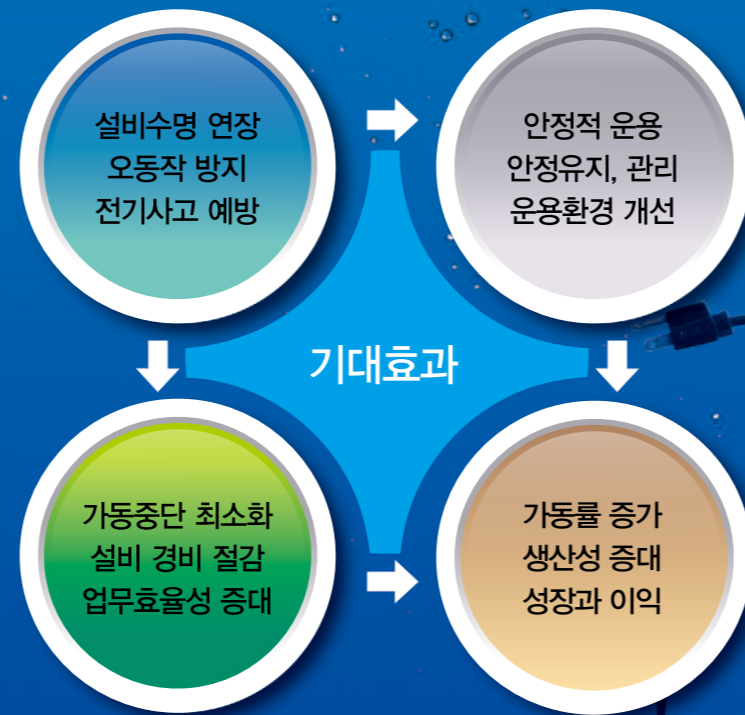 설비수명 연장
오동작 방지
전기사고 예방
안정적 운용
안정유지, 관리
운용환경 개선
기대효과
가동중단 최소화
설비 경비 절감
업무효율성 증대
가동률 증가
생산성 증대
성장과 이익